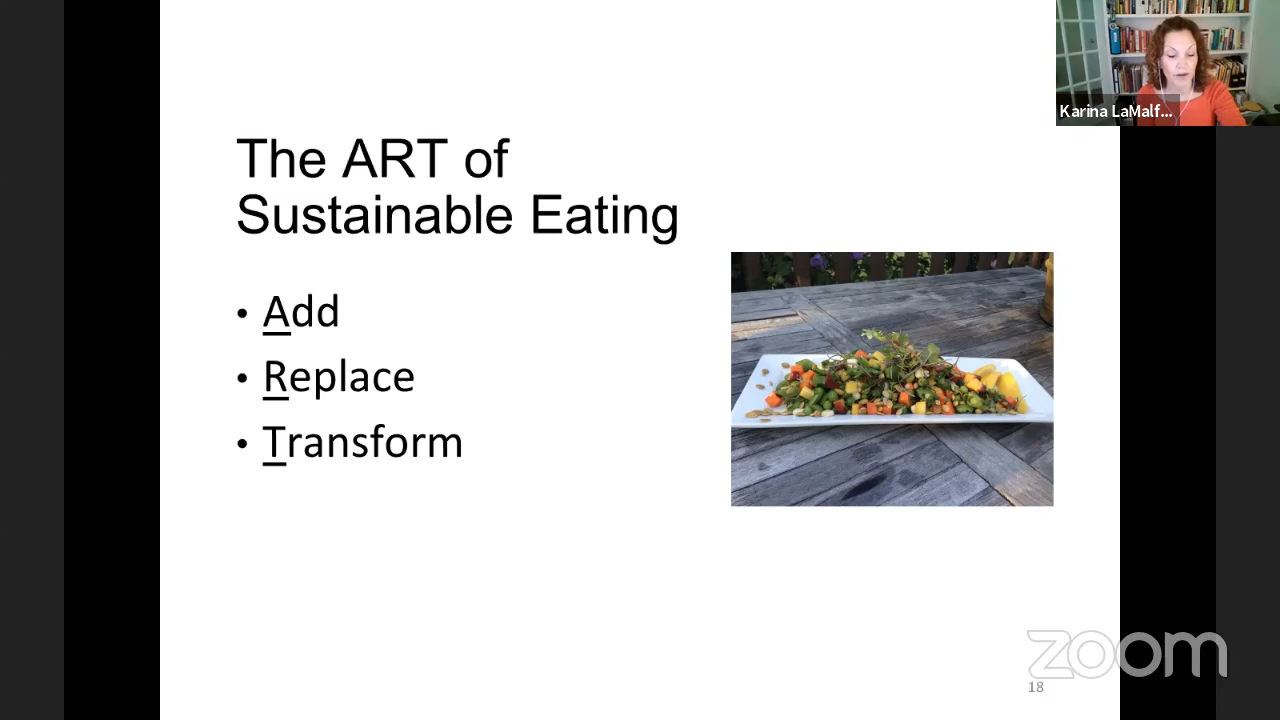 Karina LaMalf...
The ART of
Sustainable Eating
• Add
• Replace
• Transform
zoom
18